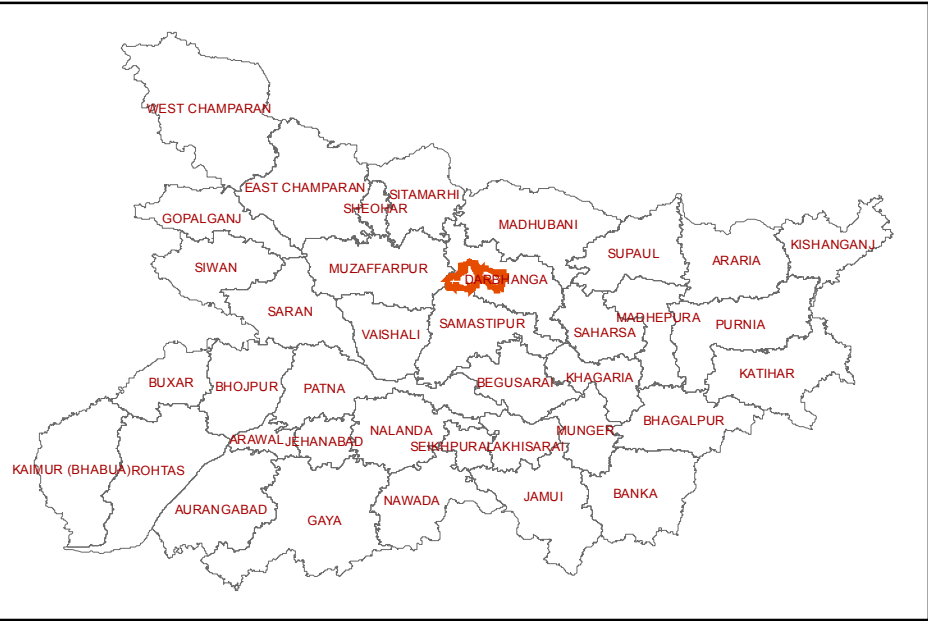 WEST CHAMPARAN
EAST CHAMPARAN
SITAMARHI
SHEOHAR
GOPALGANJ
MADHUBANI
KISHANGANJ
SUPAUL
ARARIA
SIWAN
MUZAFFARPUR
DARBHANGA
SARAN
MADHEPURA
SAMASTIPUR
PURNIA
VAISHALI
SAHARSA
KATIHAR
BUXAR
BHOJPUR
PATNA
BEGUSARAI
KHAGARIA
BHAGALPUR
NALANDA
MUNGER
ARAWAL
JEHANABAD
SEIKHPURA
LAKHISARAI
KAIMUR (BHABUA)
ROHTAS
BANKA
JAMUI
NAWADA
AURANGABAD
GAYA